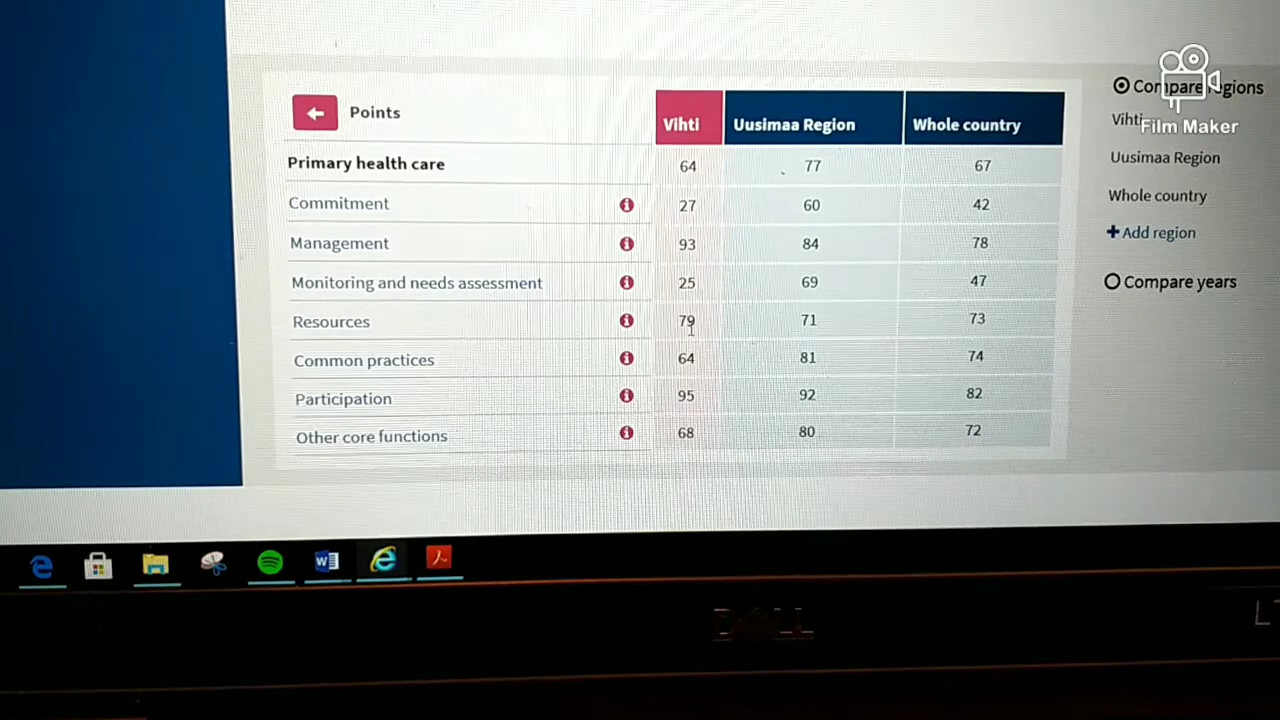 Points Vihti Uusimaa Region Whole country
Primary health care 64 77 67
Commitment 27 60 42
Management 93 84 78
Monitoring and needs assessment 25 69 47
Resources 79 71 73
Common practices 64 81 74
Participation 95 92 82
Other core functions 68 80 72
Compare regions
Vihti
Uusimaa Region
Whole country
+ Add region
Compare years
Film Maker
DELL